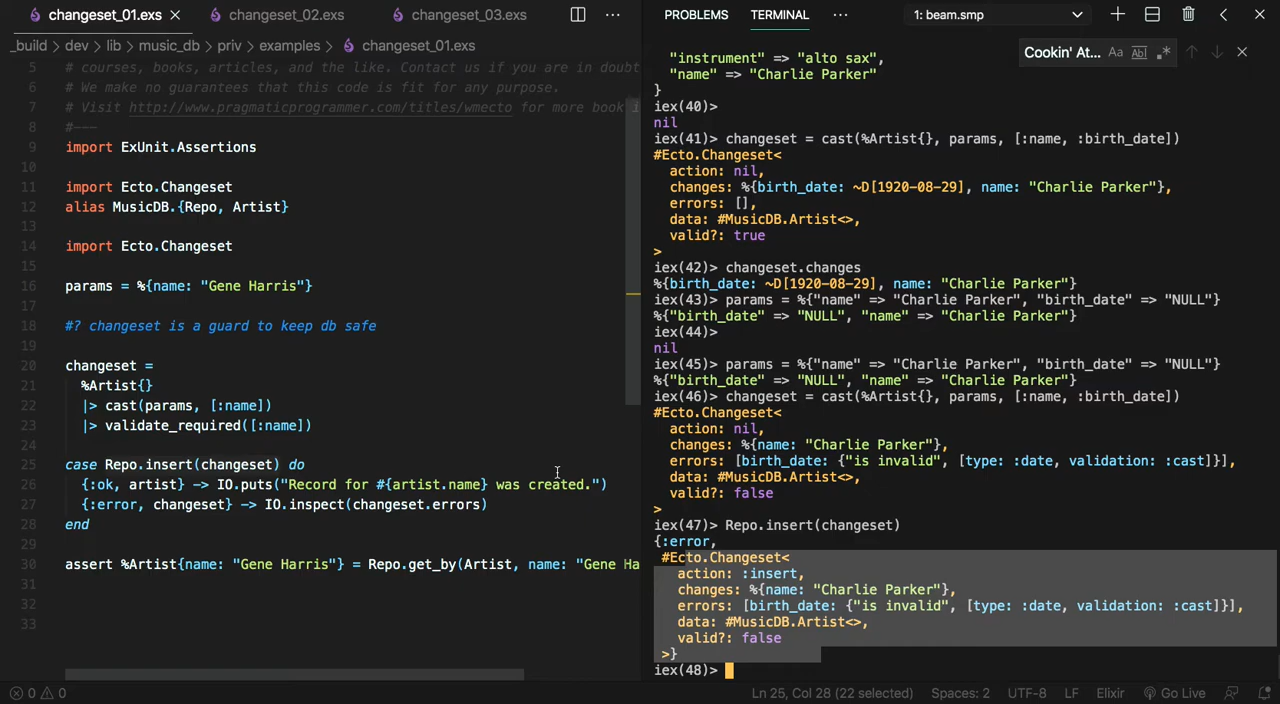 changeset_01.exs
changeset_02.exs
changeset_03.exs
_build > dev > lib > music_db > priv > examples > changeset_01.exs
5 # courses, books, articles, and the like. Contact us if you are in doubt
6 # We make no guarantees that this code is fit for any purpose.
7 # Visit http://www.pragmaticprogrammer.com/titles/wmecto for more book i
8 #---
9 import ExUnit.Assertions
10
11 import Ecto.Changeset
12 alias MusicDB.{Repo, Artist}
13
14 import Ecto.Changeset
15
16 params = %{name: "Gene Harris"}
17
18 #? changeset is a guard to keep db safe
19
20 changeset =
21 %Artist{}
22 |> cast(params, [:name])
23 |> validate_required([:name])
24
25 case Repo.insert(changeset) do
26 {:ok, artist} -> IO.puts("Record for #{artist.name} was created.")
27 {:error, changeset} -> IO.inspect(changeset.errors)
28 end
29
30 assert %Artist{name: "Gene Harris"} = Repo.get_by(Artist, name: "Gene Ha
31
32
33
PROBLEMS TERMINAL ··· 1: beam.smp
Cookin' At... Aa Abl .*
"instrument" => "alto sax",
"name" => "Charlie Parker"
}
iex(40)>
nil
iex(41)> changeset = cast(%Artist{}, params, [:name, :birth_date])
#Ecto.Changeset<
action: nil,
changes: %{birth_date: ~D[1920-08-29], name: "Charlie Parker"},
errors: [],
data: #MusicDB.Artist<>,
valid?: true
>
iex(42)> changeset.changes
%{birth_date: ~D[1920-08-29], name: "Charlie Parker"}
iex(43)> params = %{"name" => "Charlie Parker", "birth_date" => "NULL"}
%{"birth_date" => "NULL", "name" => "Charlie Parker"}
iex(44)>
nil
iex(45)> params = %{"name" => "Charlie Parker", "birth_date" => "NULL"}
%{"birth_date" => "NULL", "name" => "Charlie Parker"}
iex(46)> changeset = cast(%Artist{}, params, [:name, :birth_date])
#Ecto.Changeset<
action: nil,
changes: %{name: "Charlie Parker"},
errors: [birth_date: {"is invalid", [type: :date, validation: :cast]}],
data: #MusicDB.Artist<>,
valid?: false
>
iex(47)> Repo.insert(changeset)
{:error,
#Ecto.Changeset<
action: :insert,
changes: %{name: "Charlie Parker"},
errors: [birth_date: {"is invalid", [type: :date, validation: :cast]}],
data: #MusicDB.Artist<>,
valid?: false
>}
iex(48)>
0 0 Ln 25, Col 28 (22 selected) Spaces: 2 UTF-8 LF Elixir Go Live